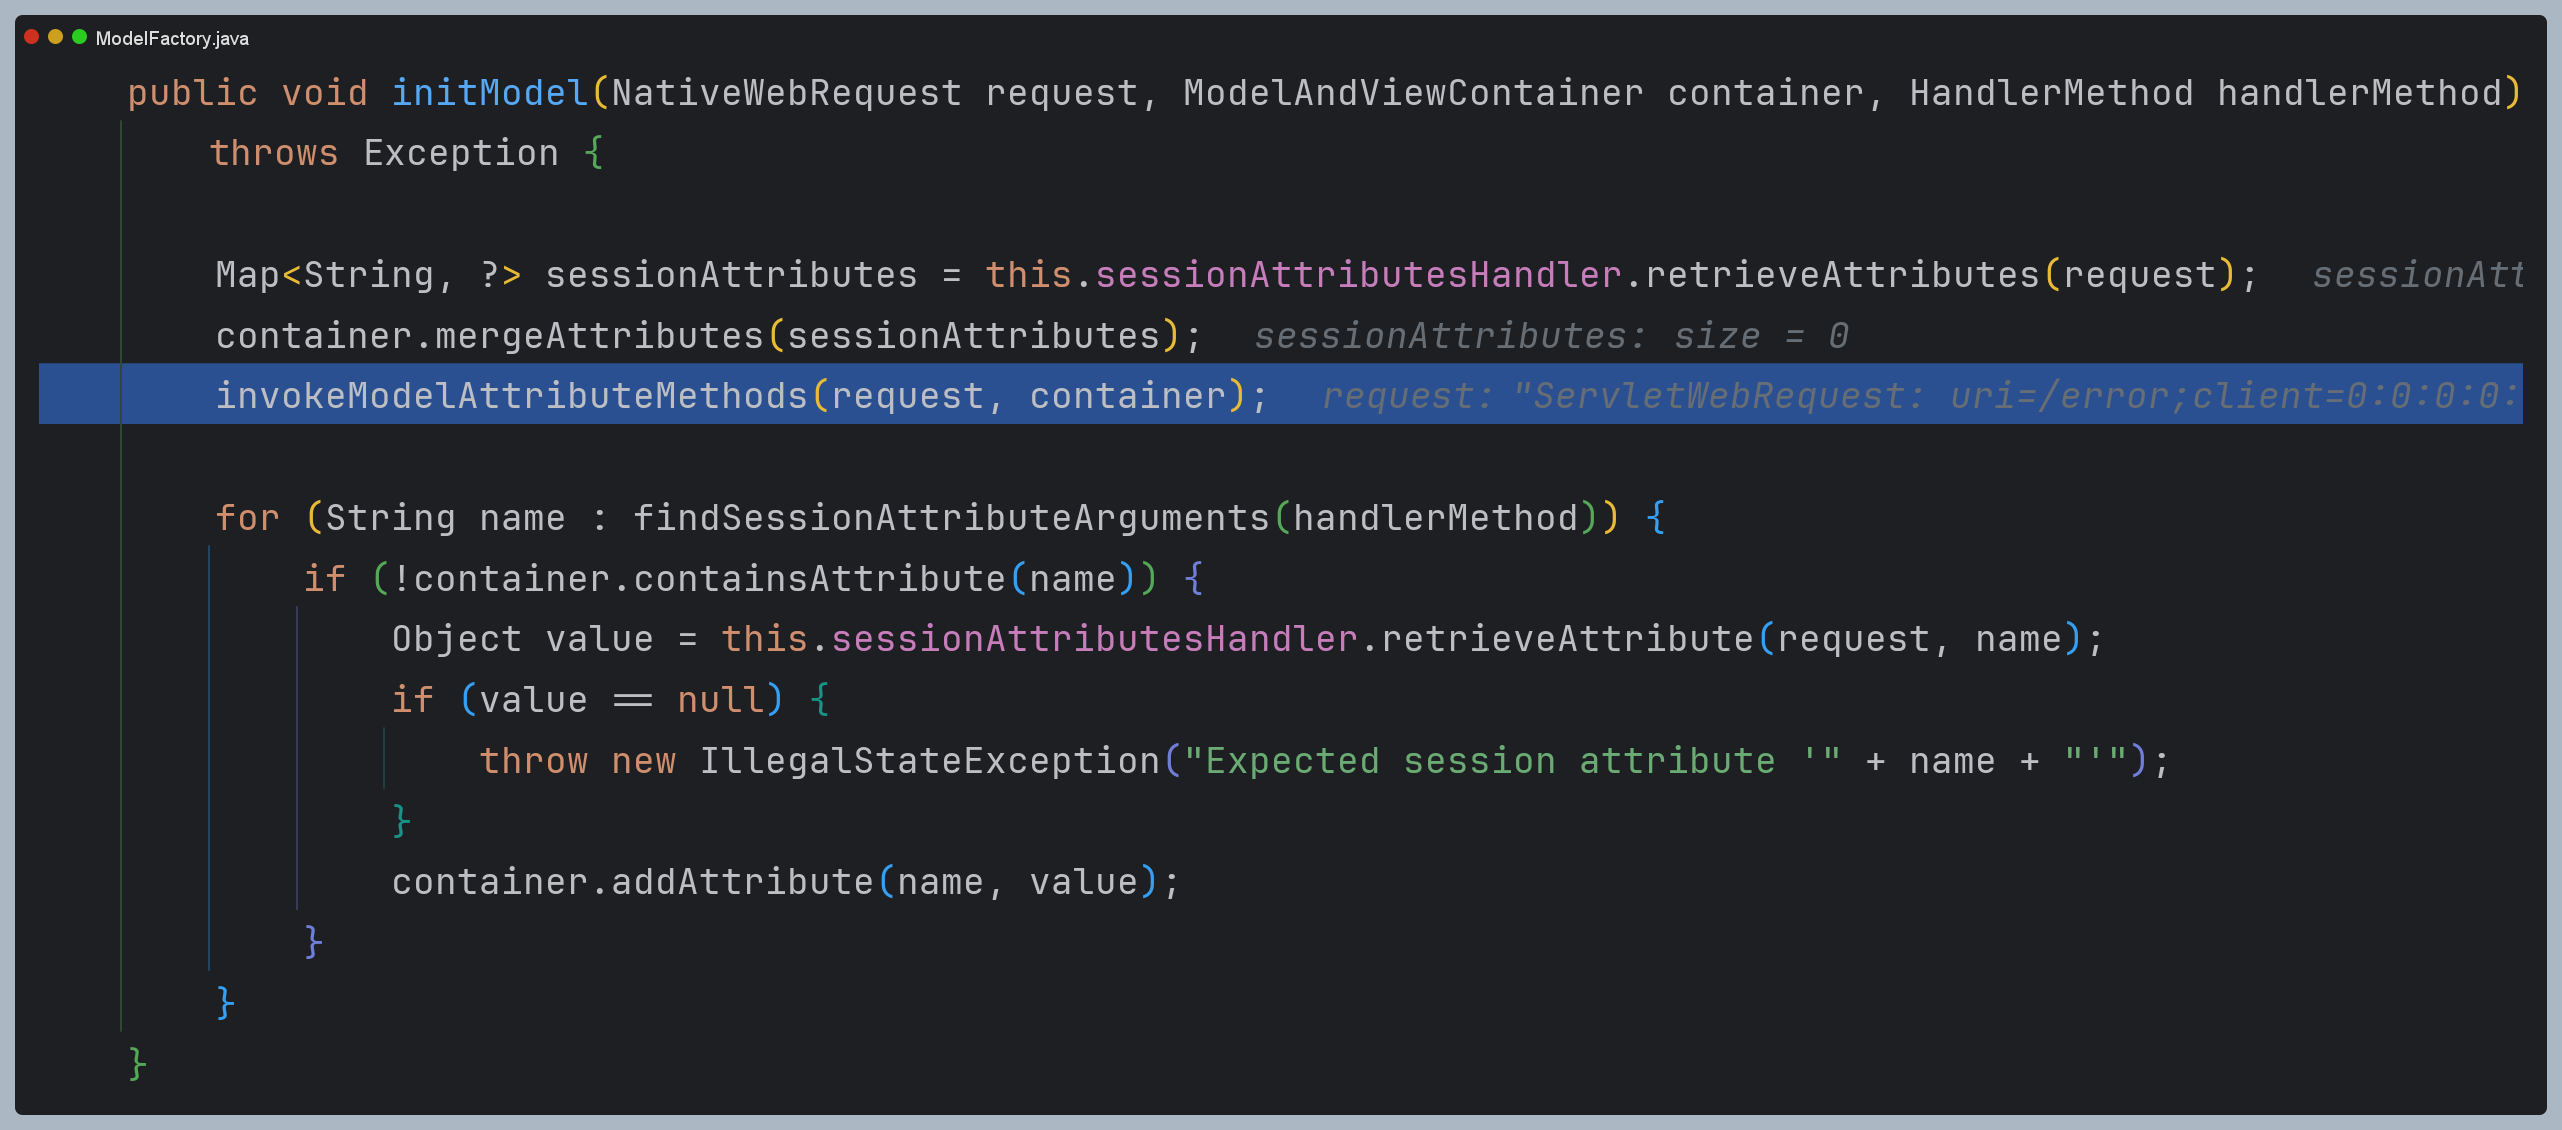 ModelFactory.java
public void initModel(NativeWebRequest request, ModelAndViewContainer container, HandlerMethod handlerMethod)
throws Exception {
Map<String, ?> sessionAttributes = this.sessionAttributesHandler.retrieveAttributes(request); sessionAtt
container.mergeAttributes(sessionAttributes); sessionAttributes: size = 0
invokeModelAttributeMethods(request, container); request: "ServletWebRequest: uri=/error;client=0:0:0:0:
for (String name : findSessionAttributeArguments(handlerMethod)) {
if (!container.containsAttribute(name)) {
Object value = this.sessionAttributesHandler.retrieveAttribute(request, name);
if (value == null) {
throw new IllegalStateException("Expected session attribute '" + name + "'");
}
container.addAttribute(name, value);
}
}
}